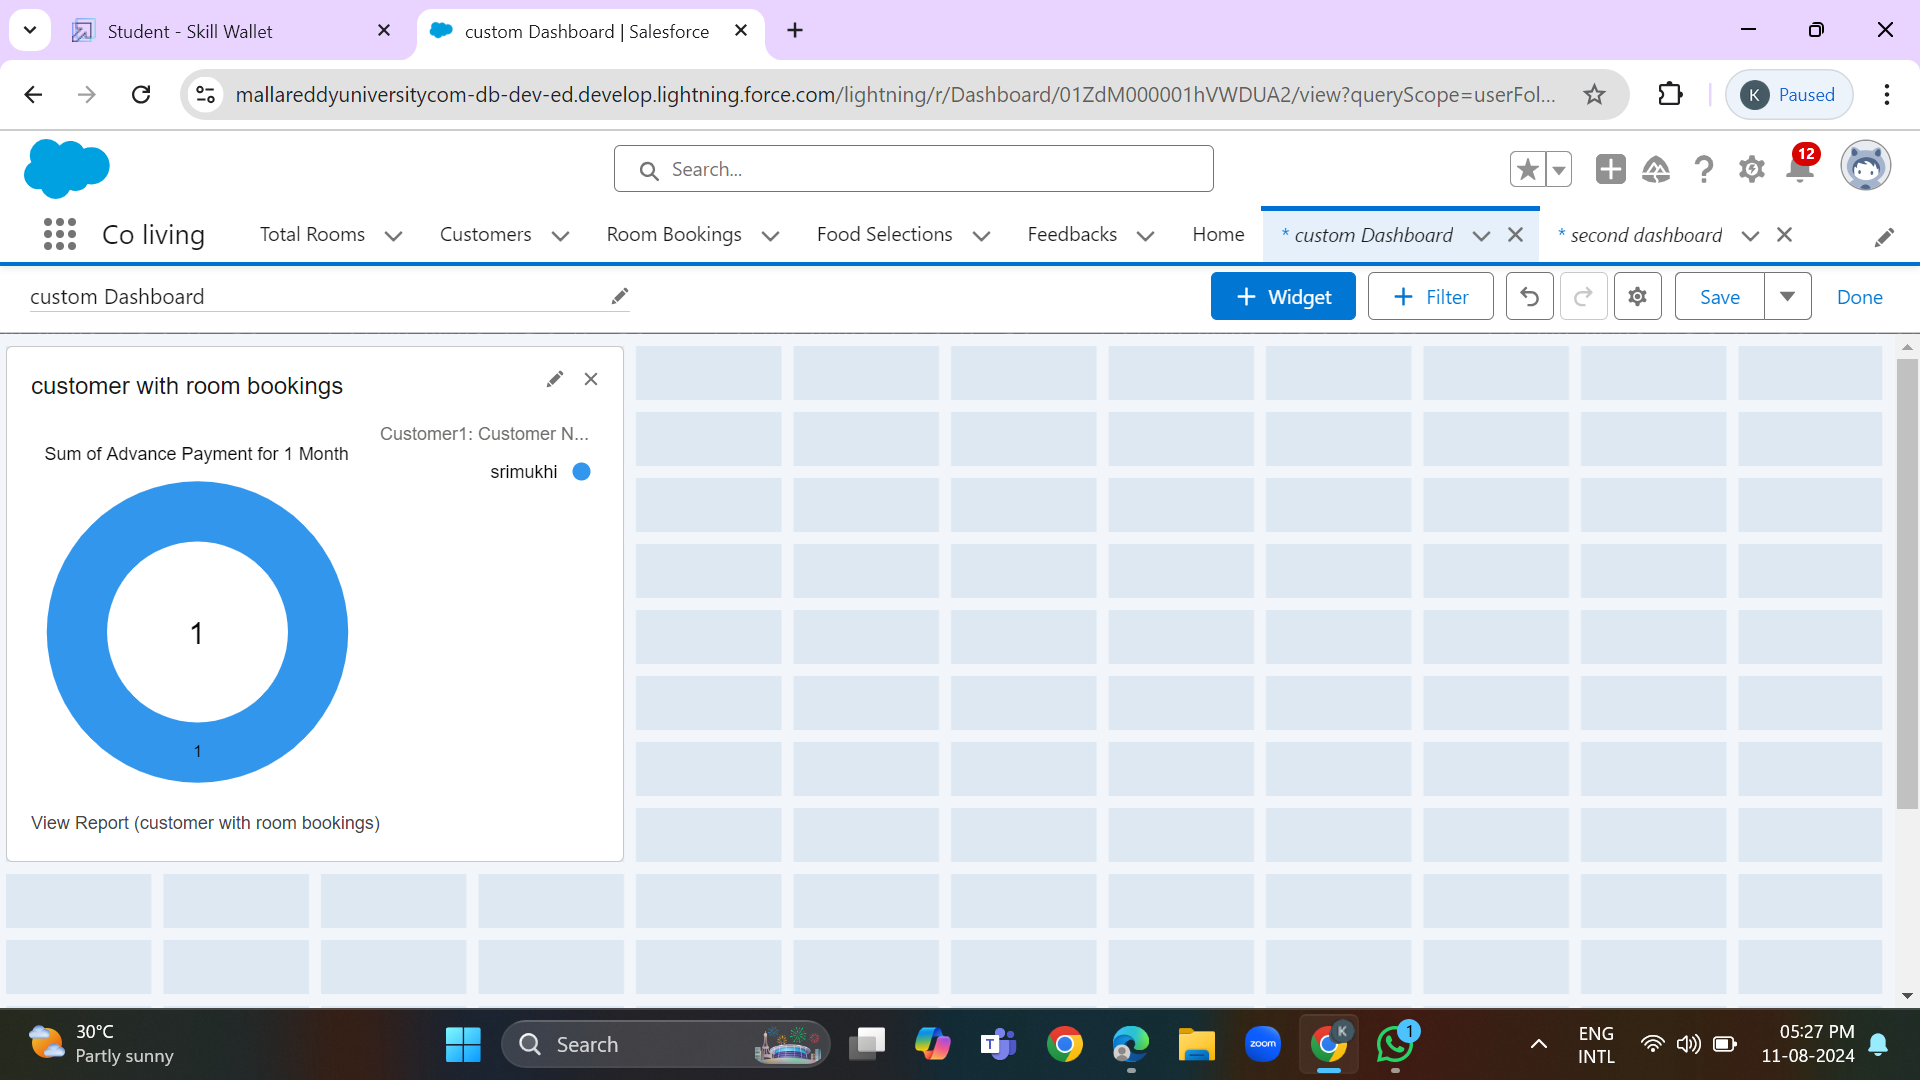 Student - Skill Wallet
custom Dashboard | Salesforce
mallareddyuniversitycom-db-dev-ed.develop.lightning.force.com/lightning/r/Dashboard/01ZdM000001hVWDUA2/view?queryScope=userFol...
K Paused
Search...
12
Co living
Total Rooms
Customers
Room Bookings
Food Selections
Feedbacks
Home
* custom Dashboard
* second dashboard
custom Dashboard
+ Widget
+ Filter
Save
Done
customer with room bookings
Customer1: Customer N...
Sum of Advance Payment for 1 Month
srimukhi
1
1
View Report (customer with room bookings)
30°C
Partly sunny
Search
T
zoom
K
1
ENG
INTL
05:27 PM
11-08-2024